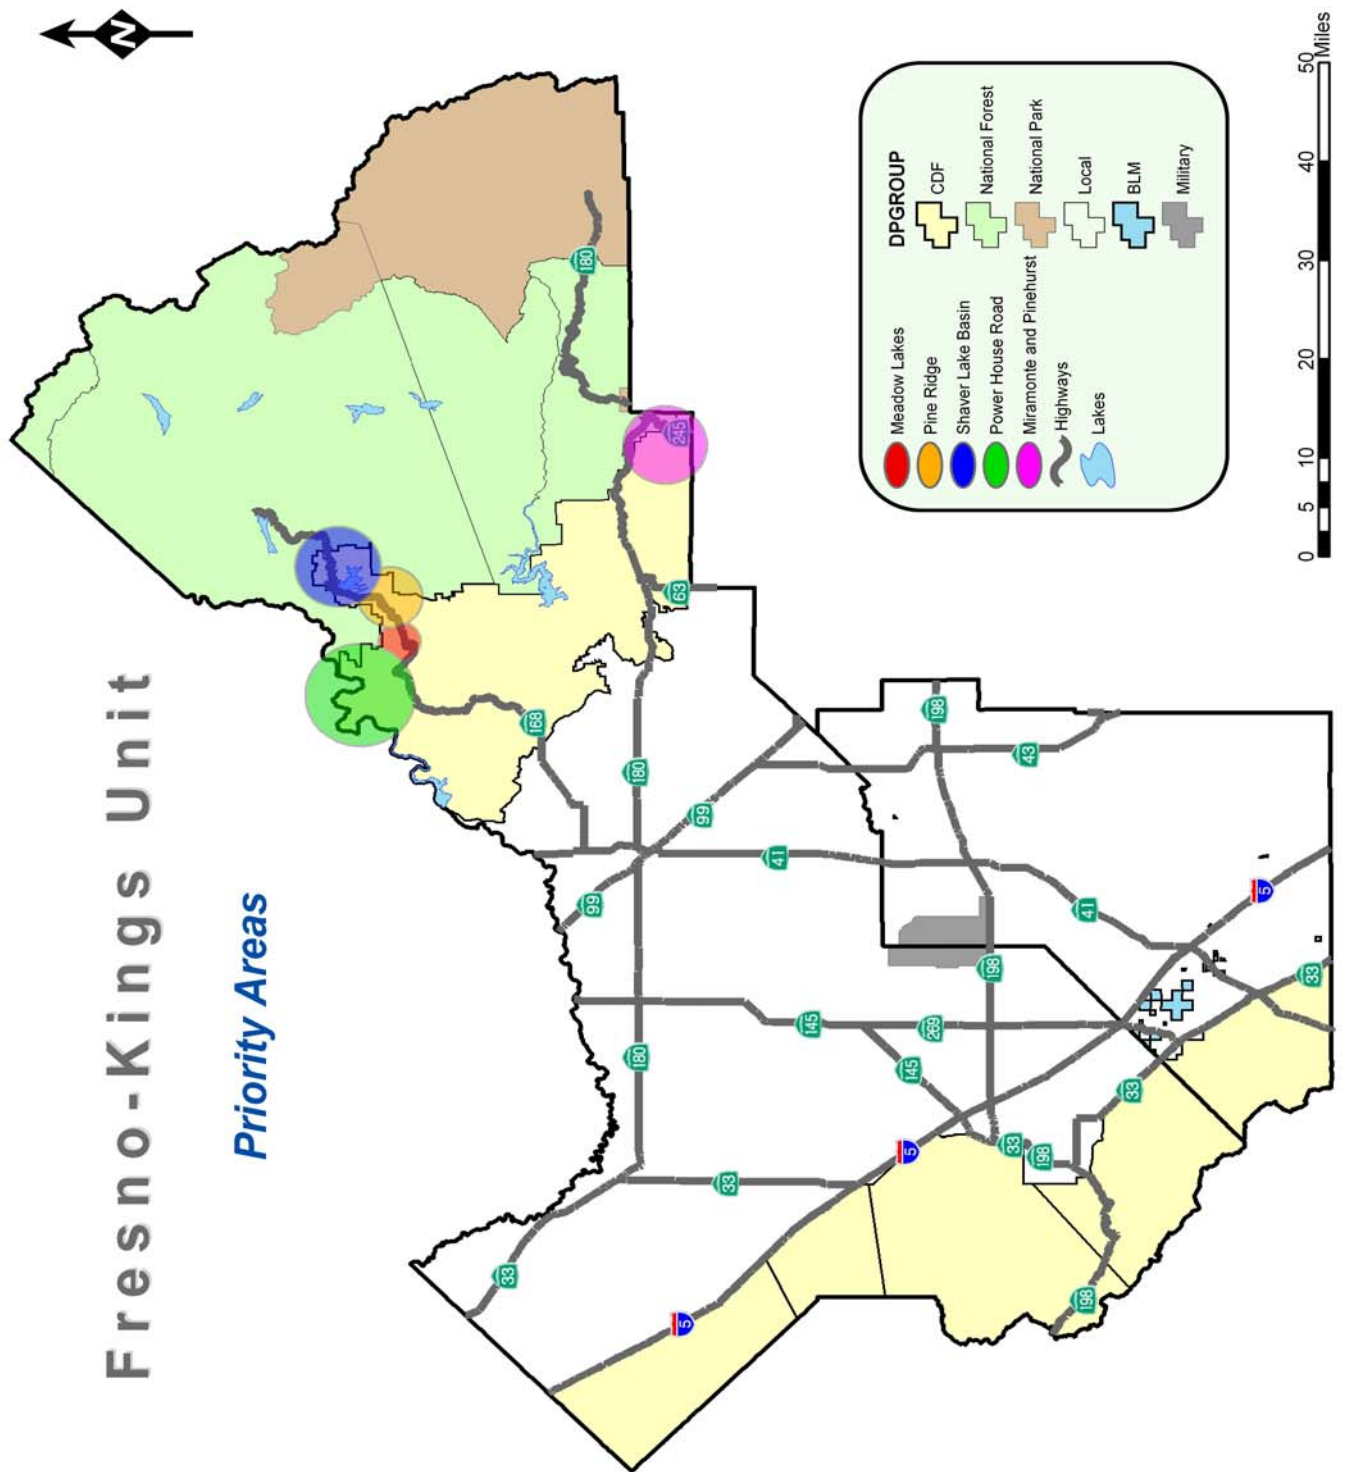 Fresno-Kings Unit
Priority Areas
N
180
245
63
168
180
99
198
43
41
99
41
5
198
33
180
145
269
145
33
33
198
5
33
33
198
5
Meadow Lakes
Pine Ridge
Shaver Lake Basin
Power House Road
Miramonte and Pinehurst
Highways
Lakes
DPGROUP
CDF
National Forest
National Park
Local
BLM
Military
0 5 10 20 30 40 50
Miles